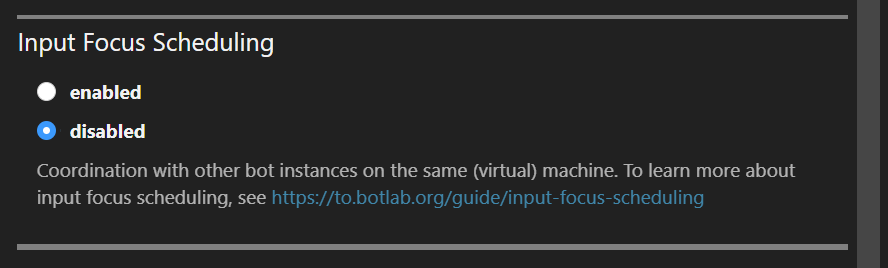 Input Focus Scheduling
enabled
disabled
Coordination with other bot instances on the same (virtual) machine. To learn more about
input focus scheduling, see https://to.botlab.org/guide/input-focus-scheduling